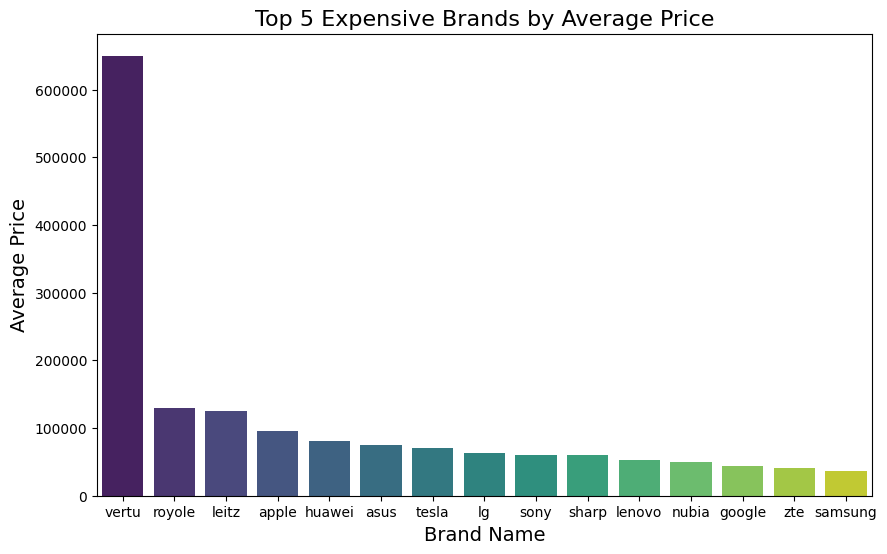 Top 5 Expensive Brands by Average Price
Average Price
600000
500000
400000
300000
200000
100000
0
vertu royole leitz apple huawei asus tesla lg sony sharp lenovo nubia google zte samsung
Brand Name